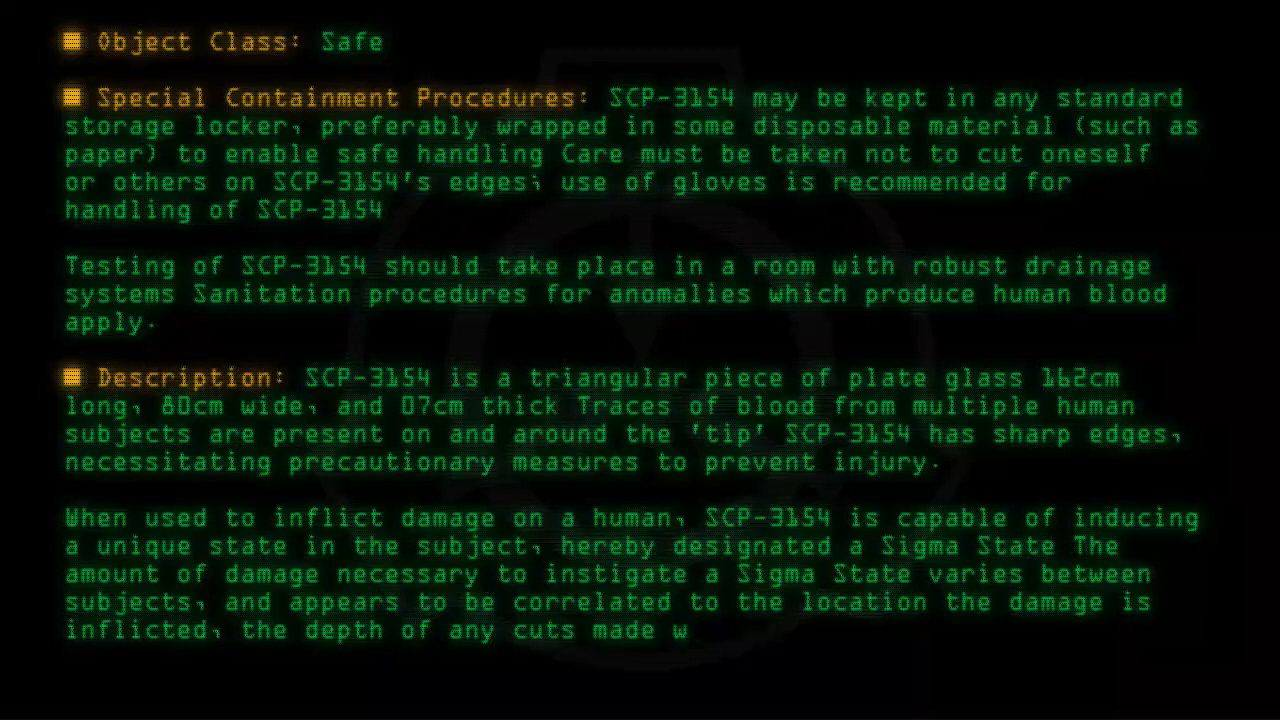 ■ Object Class: Safe
■ Special Containment Procedures: SCP-3154 may be kept in any standard
storage locker, preferably wrapped in some disposable material (such as
paper) to enable safe handling Care must be taken not to cut oneself
or others on SCP-3154's edges; use of gloves is recommended for
handling of SCP-3154
Testing of SCP-3154 should take place in a room with robust drainage
systems Sanitation procedures for anomalies which produce human blood
apply.
■ Description: SCP-3154 is a triangular piece of plate glass 162cm
long, 80cm wide, and 07cm thick Traces of blood from multiple human
subjects are present on and around the 'tip' SCP-3154 has sharp edges,
necessitating precautionary measures to prevent injury.
When used to inflict damage on a human, SCP-3154 is capable of inducing
a unique state in the subject, hereby designated a Sigma State The
amount of damage necessary to instigate a Sigma State varies between
subjects, and appears to be correlated to the location the damage is
inflicted, the depth of any cuts made w